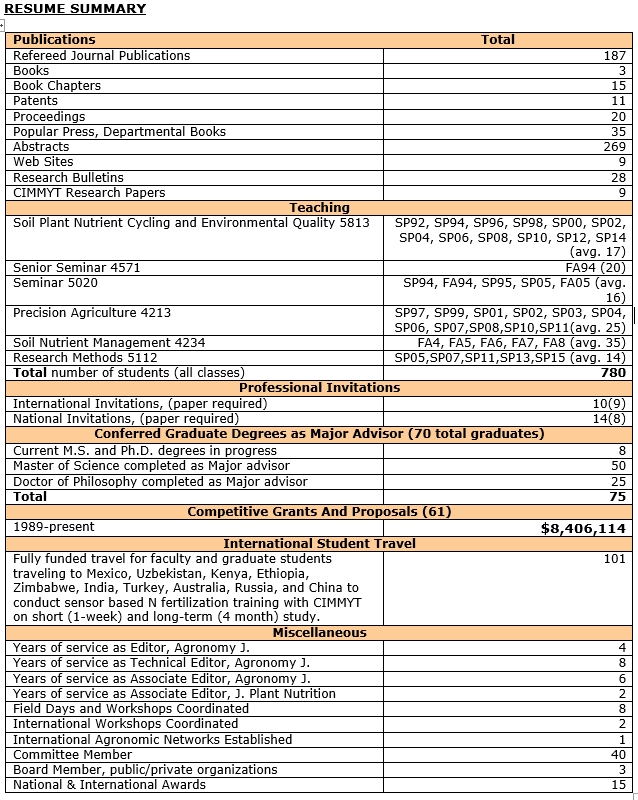 RESUME SUMMARY
Publications Total
Refereed Journal Publications 187
Books 3
Book Chapters 15
Patents 11
Proceedings 20
Popular Press, Departmental Books 35
Abstracts 269
Web Sites 9
Research Bulletins 28
CIMMYT Research Papers 9
Teaching
Soil Plant Nutrient Cycling and Environmental Quality 5813 SP92, SP94, SP96, SP98, SP00, SP02,
SP04, SP06, SP08, SP10, SP12, SP14
(avg. 17)
Senior Seminar 4571 FA94 (20)
Seminar 5020 SP94, FA94, SP95, SP05, FA05 (avg.
16)
Precision Agriculture 4213 SP97, SP99, SP01, SP02, SP03, SP04,
SP06, SP07,SP08,SP10,SP11(avg. 25)
Soil Nutrient Management 4234 FA4, FA5, FA6, FA7, FA8 (avg. 35)
Research Methods 5112 SP05,SP07,SP11,SP13,SP15 (avg. 14)
Total number of students (all classes) 780
Professional Invitations
International Invitations, (paper required) 10(9)
National Invitations, (paper required) 14(8)
Conferred Graduate Degrees as Major Advisor (70 total graduates)
Current M.S. and Ph.D. degrees in progress 8
Master of Science completed as Major advisor 50
Doctor of Philosophy completed as Major advisor 25
Total 75
Competitive Grants And Proposals (61)
1989-present $8,406,114
International Student Travel
Fully funded travel for faculty and graduate students 101
traveling to Mexico, Uzbekistan, Kenya, Ethiopia,
Zimbabwe, India, Turkey, Australia, Russia, and China to
conduct sensor based N fertilization training with CIMMYT
on short (1-week) and long-term (4 month) study.
Miscellaneous
Years of service as Editor, Agronomy J. 4
Years of service as Technical Editor, Agronomy J. 8
Years of service as Associate Editor, Agronomy J. 6
Years of service as Associate Editor, J. Plant Nutrition 2
Field Days and Workshops Coordinated 8
International Workshops Coordinated 2
International Agronomic Networks Established 1
Committee Member 40
Board Member, public/private organizations 3
National & International Awards 15